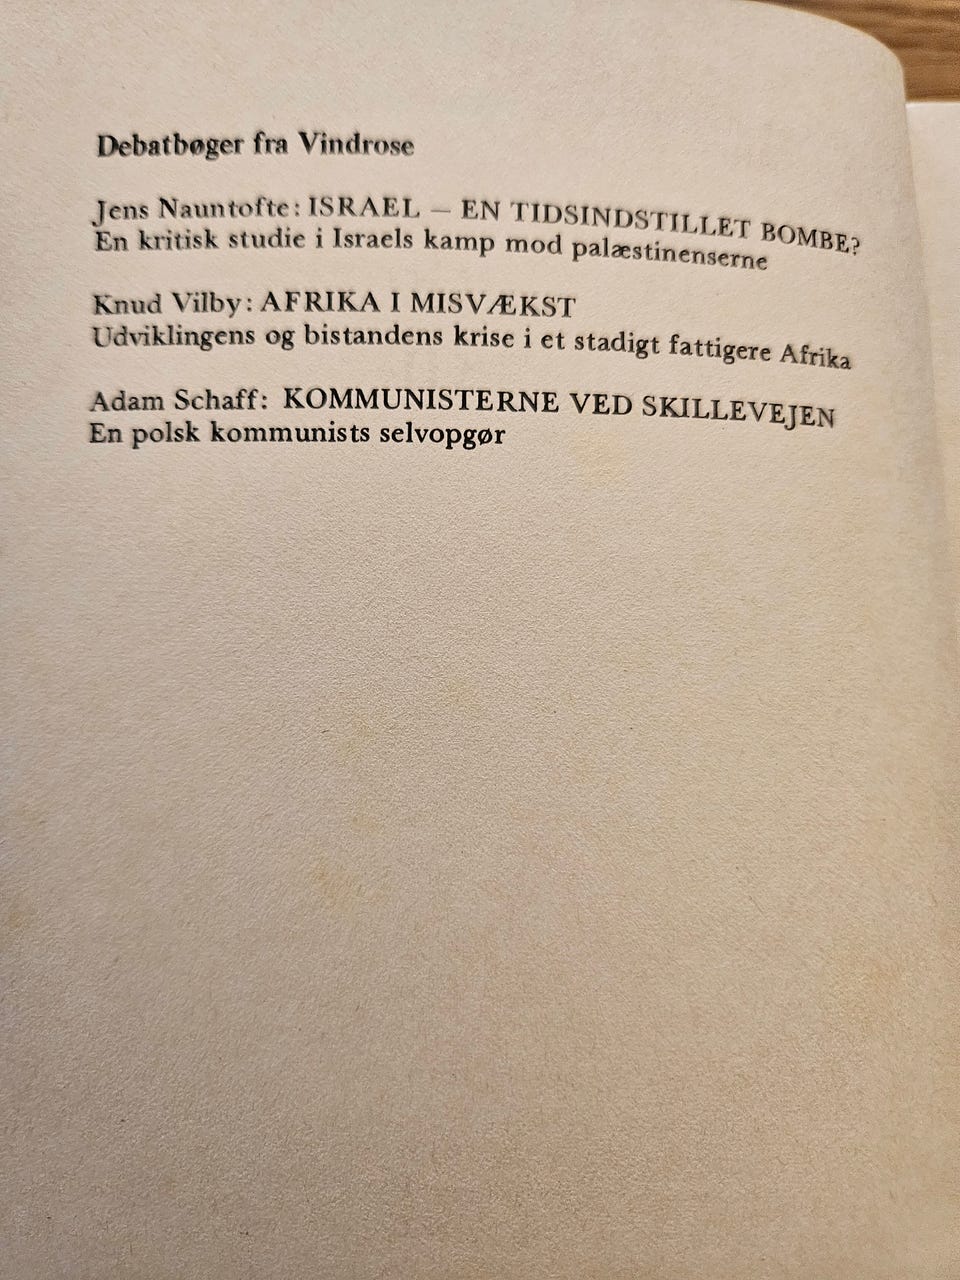 Debatbøger fra Vindrose
Jens Nauntofte: ISRAEL – EN TIDSINDSTILLET BOMBE?
En kritisk studie i Israels kamp mod palæstinenserne
Knud Vilby: AFRIKA I MISVÆKST
Udviklingens og bistandens krise i et stadigt fattigere Afrika
Adam Schaff: KOMMUNISTERNE VED SKILLEVEJEN
En polsk kommunists selvopgør